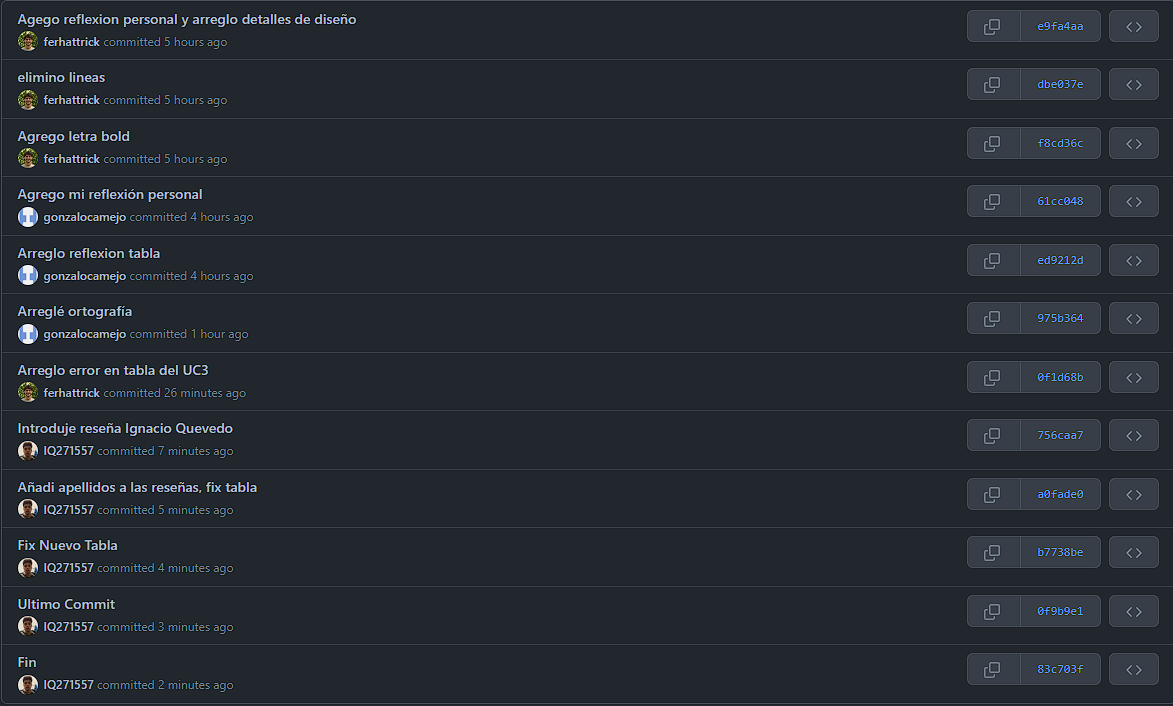 Agego reflexion personal y arreglo detalles de diseño
e9fa4aa
ferhattrick committed 5 hours ago
elimino lineas
dbe037e
ferhattrick committed 5 hours ago
Agrego letra bold
f8cd36c
ferhattrick committed 5 hours ago
Agrego mi reflexión personal
61cc048
gonzalocamejo committed 4 hours ago
Arreglo reflexion tabla
ed9212d
gonzalocamejo committed 4 hours ago
Arreglé ortografía
975b364
gonzalocamejo committed 1 hour ago
Arreglo error en tabla del UC3
0f1d68b
ferhattrick committed 26 minutes ago
Introduje reseña Ignacio Quevedo
756caa7
IQ271557 committed 7 minutes ago
Añadi apellidos a las reseñas, fix tabla
a0fade0
IQ271557 committed 5 minutes ago
Fix Nuevo Tabla
b7738be
IQ271557 committed 4 minutes ago
Ultimo Commit
0f9b9e1
IQ271557 committed 3 minutes ago
Fin
83c703f
IQ271557 committed 2 minutes ago